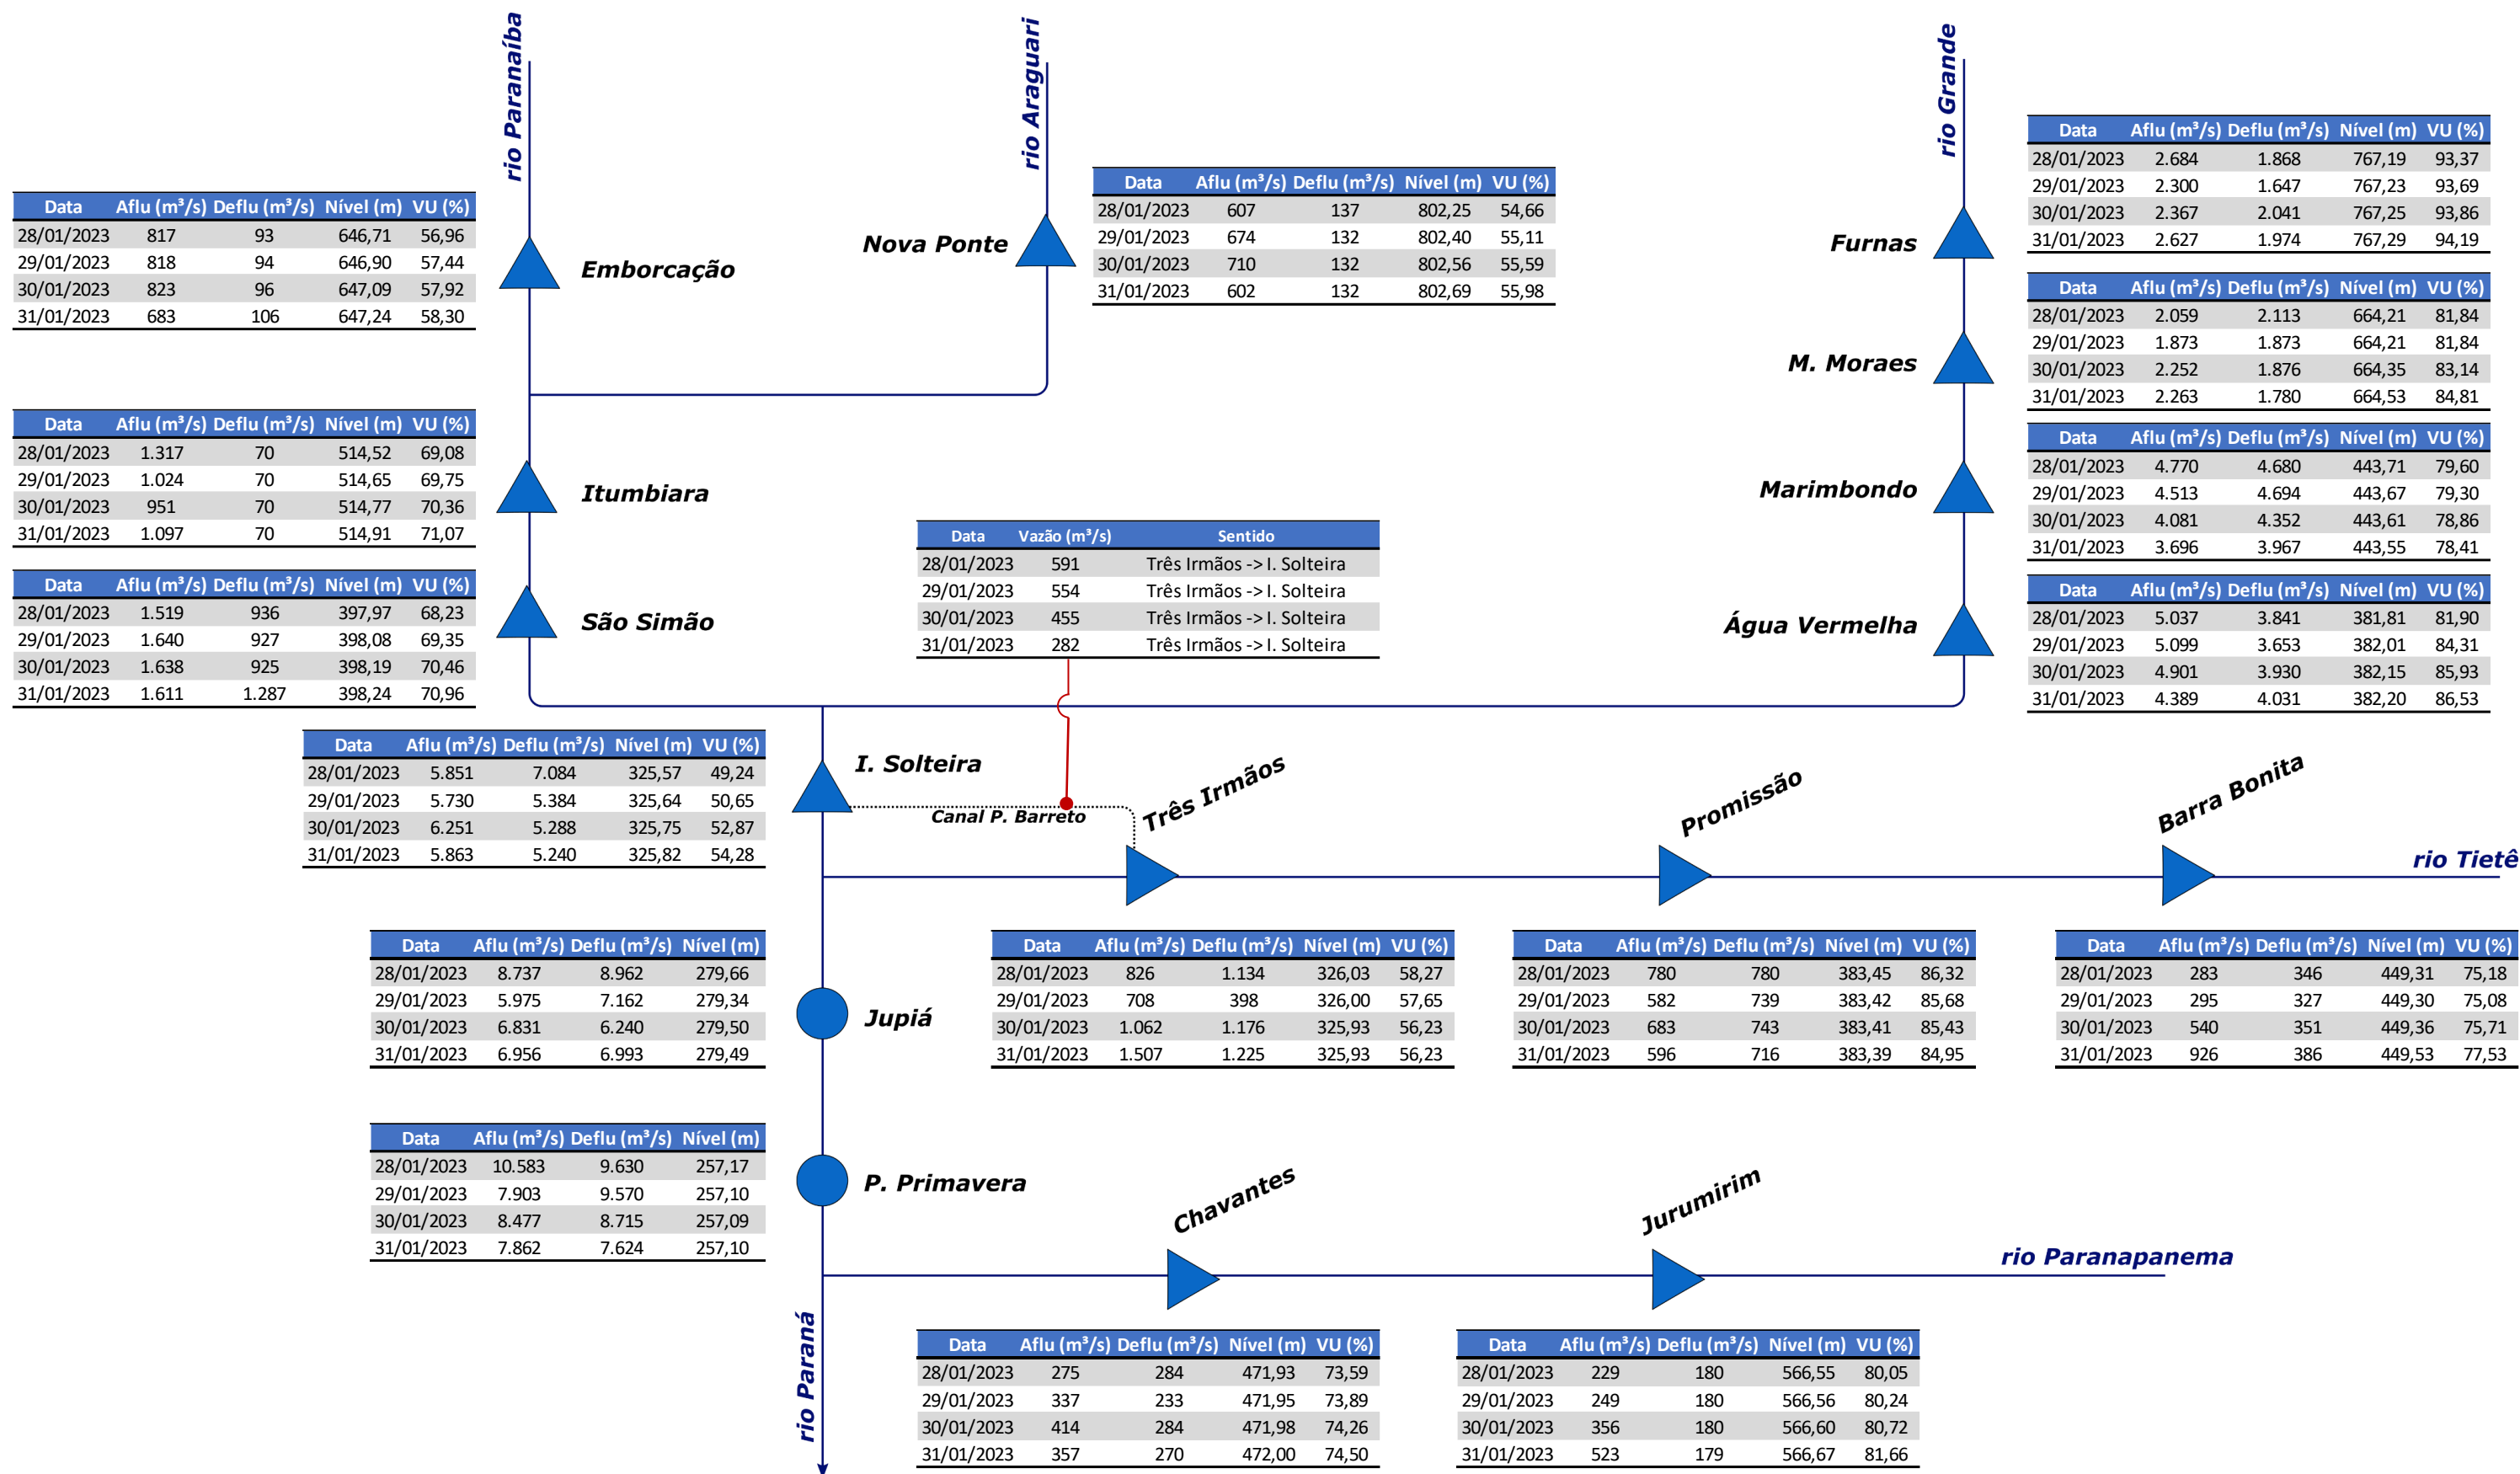 rio Paranaíba
rio Araguari
rio Grande
Data Aflu (m³/s) Deflu (m³/s) Nível (m) VU (%)
28/01/2023 817 93 646,71 56,96
29/01/2023 818 94 646,90 57,44
30/01/2023 823 96 647,09 57,92
31/01/2023 683 106 647,24 58,30
Emborcação
Nova Ponte
Data Aflu (m³/s) Deflu (m³/s) Nível (m) VU (%)
28/01/2023 607 137 802,25 54,66
29/01/2023 674 132 802,40 55,11
30/01/2023 710 132 802,56 55,59
31/01/2023 602 132 802,69 55,98
Furnas
Data Aflu (m³/s) Deflu (m³/s) Nível (m) VU (%)
28/01/2023 2.684 1.868 767,19 93,37
29/01/2023 2.300 1.647 767,23 93,69
30/01/2023 2.367 2.041 767,25 93,86
31/01/2023 2.627 1.974 767,29 94,19
M. Moraes
Data Aflu (m³/s) Deflu (m³/s) Nível (m) VU (%)
28/01/2023 2.059 2.113 664,21 81,84
29/01/2023 1.873 1.873 664,21 81,84
30/01/2023 2.252 1.876 664,35 83,14
31/01/2023 2.263 1.780 664,53 84,81
Data Aflu (m³/s) Deflu (m³/s) Nível (m) VU (%)
28/01/2023 1.317 70 514,52 69,08
29/01/2023 1.024 70 514,65 69,75
30/01/2023 951 70 514,77 70,36
31/01/2023 1.097 70 514,91 71,07
Itumbiara
Marimbondo
Data Aflu (m³/s) Deflu (m³/s) Nível (m) VU (%)
28/01/2023 4.770 4.680 443,71 79,60
29/01/2023 4.513 4.694 443,67 79,30
30/01/2023 4.081 4.352 443,61 78,86
31/01/2023 3.696 3.967 443,55 78,41
Data Aflu (m³/s) Deflu (m³/s) Nível (m) VU (%)
28/01/2023 1.519 936 397,97 68,23
29/01/2023 1.640 927 398,08 69,35
30/01/2023 1.638 925 398,19 70,46
31/01/2023 1.611 1.287 398,24 70,96
São Simão
Data Vazão (m³/s) Sentido
28/01/2023 591 Três Irmãos -> I. Solteira
29/01/2023 554 Três Irmãos -> I. Solteira
30/01/2023 455 Três Irmãos -> I. Solteira
31/01/2023 282 Três Irmãos -> I. Solteira
Água Vermelha
Data Aflu (m³/s) Deflu (m³/s) Nível (m) VU (%)
28/01/2023 5.037 3.841 381,81 81,90
29/01/2023 5.099 3.653 382,01 84,31
30/01/2023 4.901 3.930 382,15 85,93
31/01/2023 4.389 4.031 382,20 86,53
Data Aflu (m³/s) Deflu (m³/s) Nível (m) VU (%)
28/01/2023 5.851 7.084 325,57 49,24
29/01/2023 5.730 5.384 325,64 50,65
30/01/2023 6.251 5.288 325,75 52,87
31/01/2023 5.863 5.240 325,82 54,28
I. Solteira
Canal P. Barreto
Três Irmãos
Promissão
Barra Bonita
rio Tietê
Data Aflu (m³/s) Deflu (m³/s) Nível (m)
28/01/2023 8.737 8.962 279,66
29/01/2023 5.975 7.162 279,34
30/01/2023 6.831 6.240 279,50
31/01/2023 6.956 6.993 279,49
Jupiá
Data Aflu (m³/s) Deflu (m³/s) Nível (m) VU (%)
28/01/2023 826 1.134 326,03 58,27
29/01/2023 708 398 326,00 57,65
30/01/2023 1.062 1.176 325,93 56,23
31/01/2023 1.507 1.225 325,93 56,23
Data Aflu (m³/s) Deflu (m³/s) Nível (m) VU (%)
28/01/2023 780 780 383,45 86,32
29/01/2023 582 739 383,42 85,68
30/01/2023 683 743 383,41 85,43
31/01/2023 596 716 383,39 84,95
Data Aflu (m³/s) Deflu (m³/s) Nível (m) VU (%)
28/01/2023 283 346 449,31 75,18
29/01/2023 295 327 449,30 75,08
30/01/2023 540 351 449,36 75,71
31/01/2023 926 386 449,53 77,53
Data Aflu (m³/s) Deflu (m³/s) Nível (m)
28/01/2023 10.583 9.630 257,17
29/01/2023 7.903 9.570 257,10
30/01/2023 8.477 8.715 257,09
31/01/2023 7.862 7.624 257,10
P. Primavera
Chavantes
Jurumirim
rio Paranapanema
rio Paraná
Data Aflu (m³/s) Deflu (m³/s) Nível (m) VU (%)
28/01/2023 275 284 471,93 73,59
29/01/2023 337 233 471,95 73,89
30/01/2023 414 284 471,98 74,26
31/01/2023 357 270 472,00 74,50
Data Aflu (m³/s) Deflu (m³/s) Nível (m) VU (%)
28/01/2023 229 180 566,55 80,05
29/01/2023 249 180 566,56 80,24
30/01/2023 356 180 566,60 80,72
31/01/2023 523 179 566,67 81,66